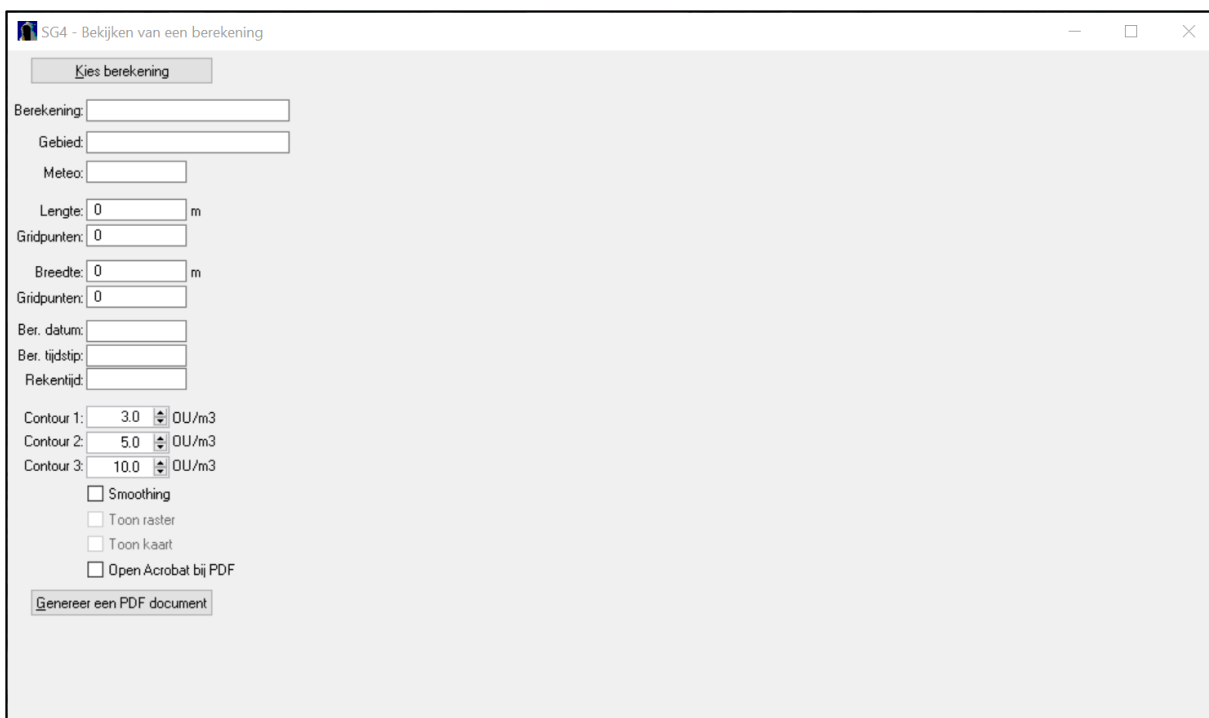 SG4 - Bekijken van een berekening
Kies berekening
Berekening:
Gebied:
Meteo:
Lengte: 0 m
Gridpunten: 0
Breedte: 0 m
Gridpunten: 0
Ber. datum:
Ber. tijdstip:
Rekentijd:
Contour 1: 3.0 OU/m3
Contour 2: 5.0 OU/m3
Contour 3: 10.0 OU/m3
Smoothing
Toon raster
Toon kaart
Open Acrobat bij PDF
Genereer een PDF document